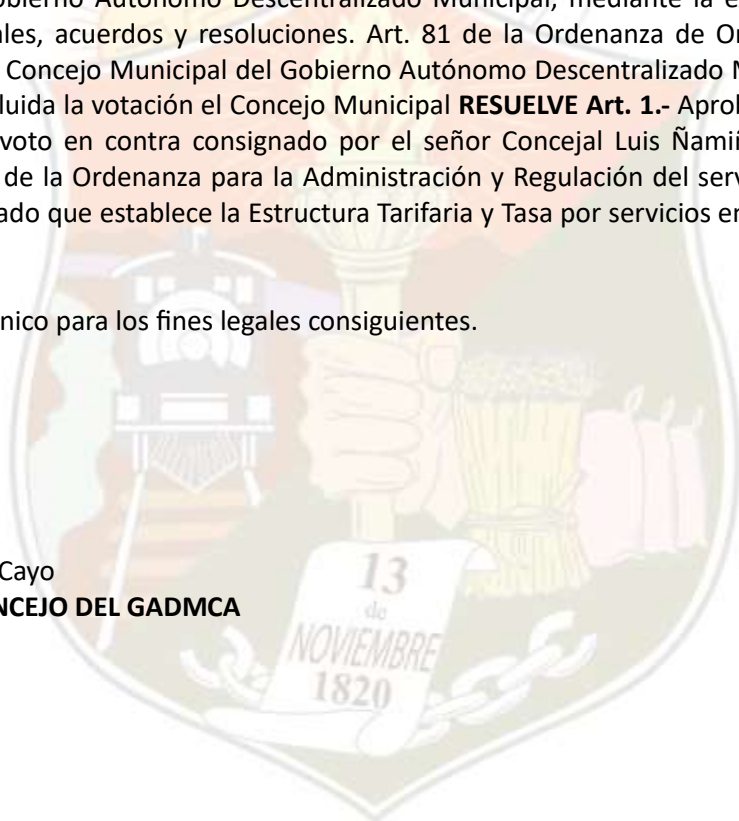 obierno Autónomo Descentralizado Municipal, mediante la e
ales, acuerdos y resoluciones. Art. 81 de la Ordenanza de Or
Concejo Municipal del Gobierno Autónomo Descentralizado M
luida la votación el Concejo Municipal RESUELVE Art. 1.- Aprol
voto en contra consignado por el señor Concejal Luis Ñamiñ
de la Ordenanza para la Administración y Regulación del serv
ado que establece la Estructura Tarifaria y Tasa por servicios en
nico para los fines legales consiguientes.
Cayo
NCEJO DEL GADMCA
13
de
NOVIEMBRE
1820